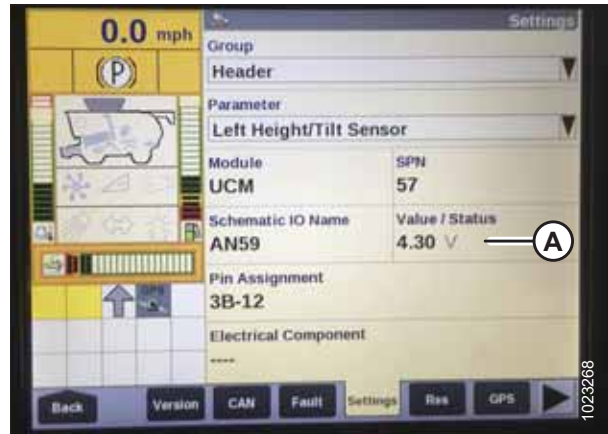 0.0 mph
Settings
Group
Header
(P)
Parameter
Left Height/Tilt Sensor
Module
SPN
UCM
57
Schematic IO Name
Value / Status
AN59
4.30 V
A
Pin Assignment
3B-12
GPS
Electrical Component
----
Back
Version
CAN
Fault
Settings
Res
GPS
1023268